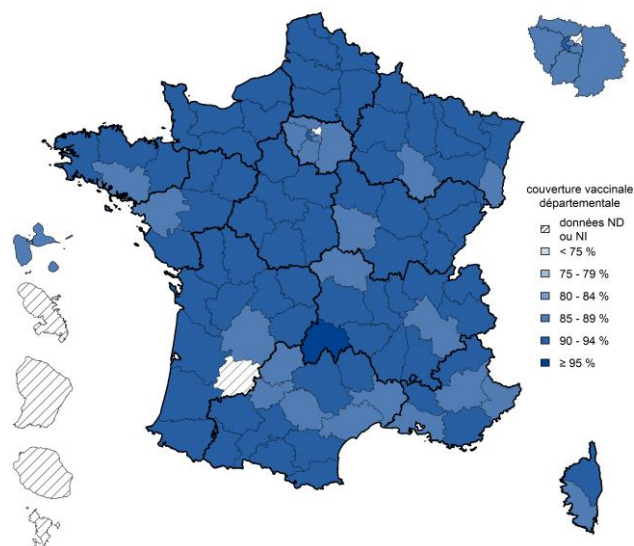 couverture vaccinale
départementale
données ND
ou NI
< 75 %
75 - 79 %
80 - 84 %
85 - 89 %
90 - 94 %
≥ 95 %